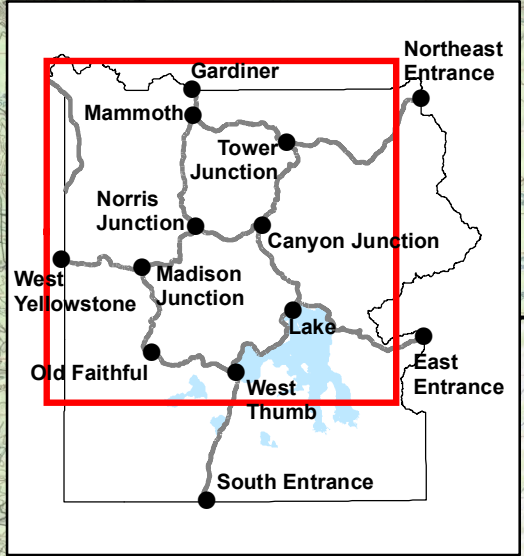 Northeast
Entrance
Gardiner
Mammoth
Tower
Junction
Norris
Junction
Canyon Junction
West
Yellowstone
Madison
Junction
Lake
Old Faithful
East
Entrance
West
Thumb
South Entrance